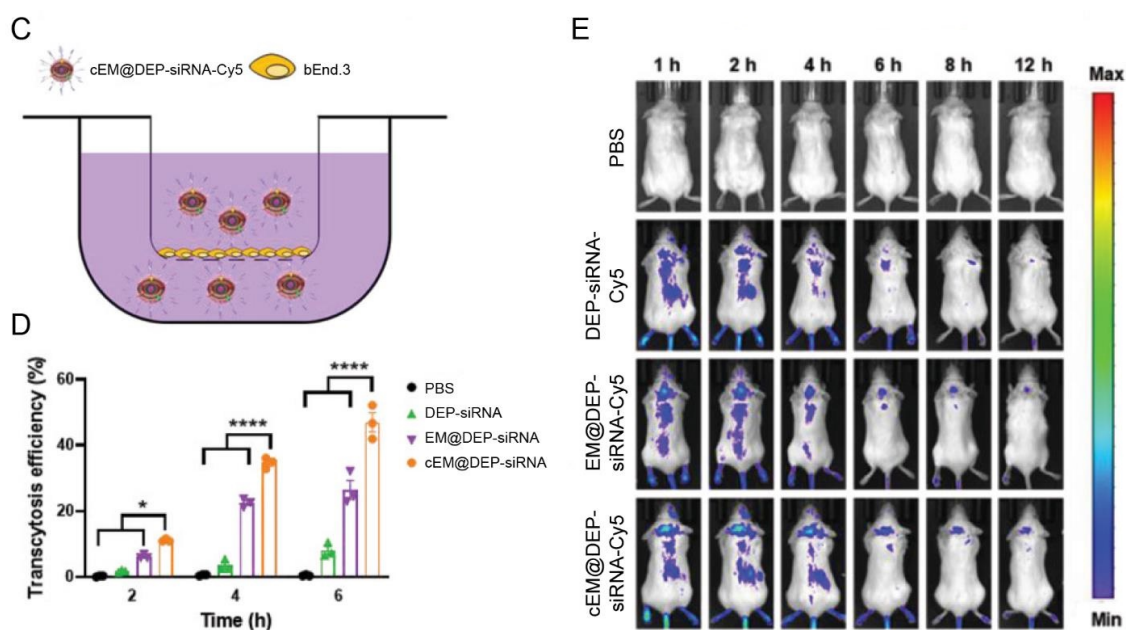 C
cEM@DEP-siRNA-Cy5
bEnd.3
D
Transcytosis efficiency (%)
60
40
20
0
*
****
****
2
4
6
Time (h)
PBS
DEP-siRNA
EM@DEP-siRNA
cEM@DEP-siRNA
E
1 h
2 h
4 h
6 h
8 h
12 h
PBS
DEP-siRNA-
Cy5
EM@DEP-
siRNA-Cy5
cEM@DEP-
siRNA-Cy5
Max
Min